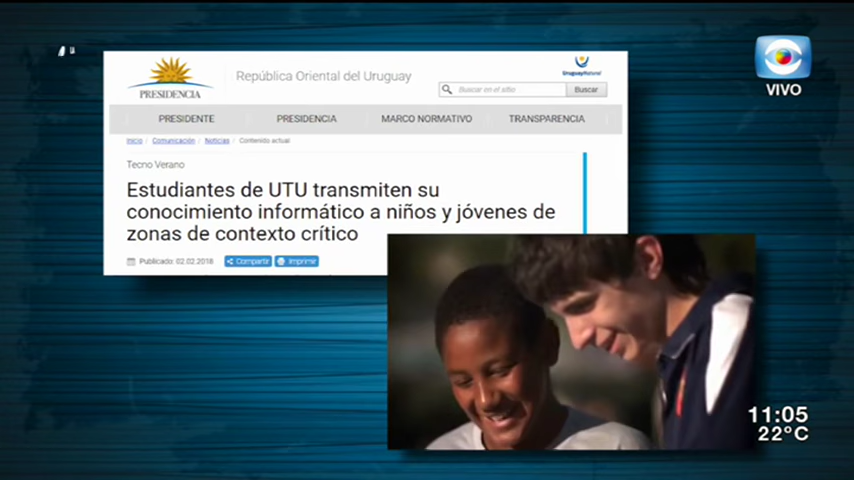 República Oriental del Uruguay
UruguayNatural
PRESIDENCIA
Buscar en el sitio
Buscar
VIVO
PRESIDENTE
PRESIDENCIA
MARCO NORMATIVO
TRANSPARENCIA
Inicio / Comunicación / Noticias / Contenido actual
Tecno Verano
Estudiantes de UTU transmiten su
conocimiento informático a niños y jóvenes de
zonas de contexto crítico
Publicado: 02.02.2018
Compartir
Imprimir
11:05
22°C